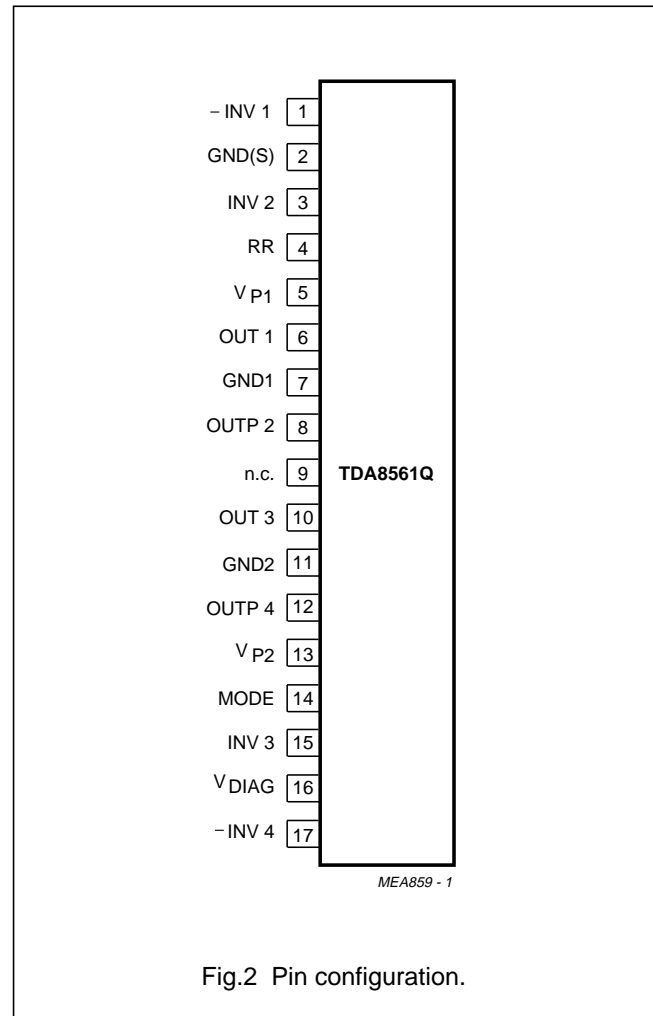 − INV 1 1
GND(S) 2
INV 2 3
RR 4
V P1 5
OUT 1 6
GND1 7
OUTP 2 8
n.c. 9 TDA8561Q
OUT 3 10
GND2 11
OUTP 4 12
V P2 13
MODE 14
INV 3 15
V DIAG 16
− INV 4 17
MEA859 - 1
Fig.2 Pin configuration.